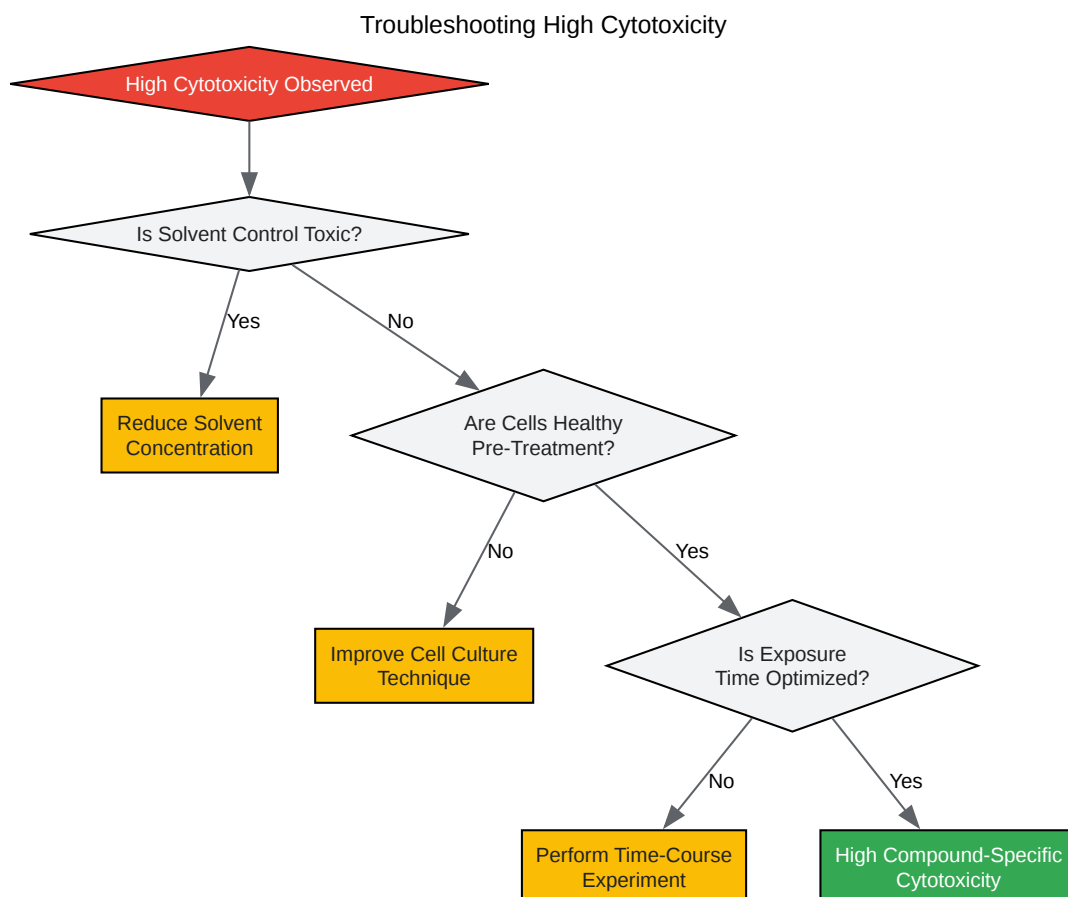 Troubleshooting High Cytotoxicity
High Cytotoxicity Observed
Is Solvent Control Toxic?
Yes
No
Reduce Solvent
Concentration
Are Cells Healthy
Pre-Treatment?
No
Yes
Improve Cell Culture
Technique
Is Exposure
Time Optimized?
No
Yes
Perform Time-Course
Experiment
High Compound-Specific
Cytotoxicity